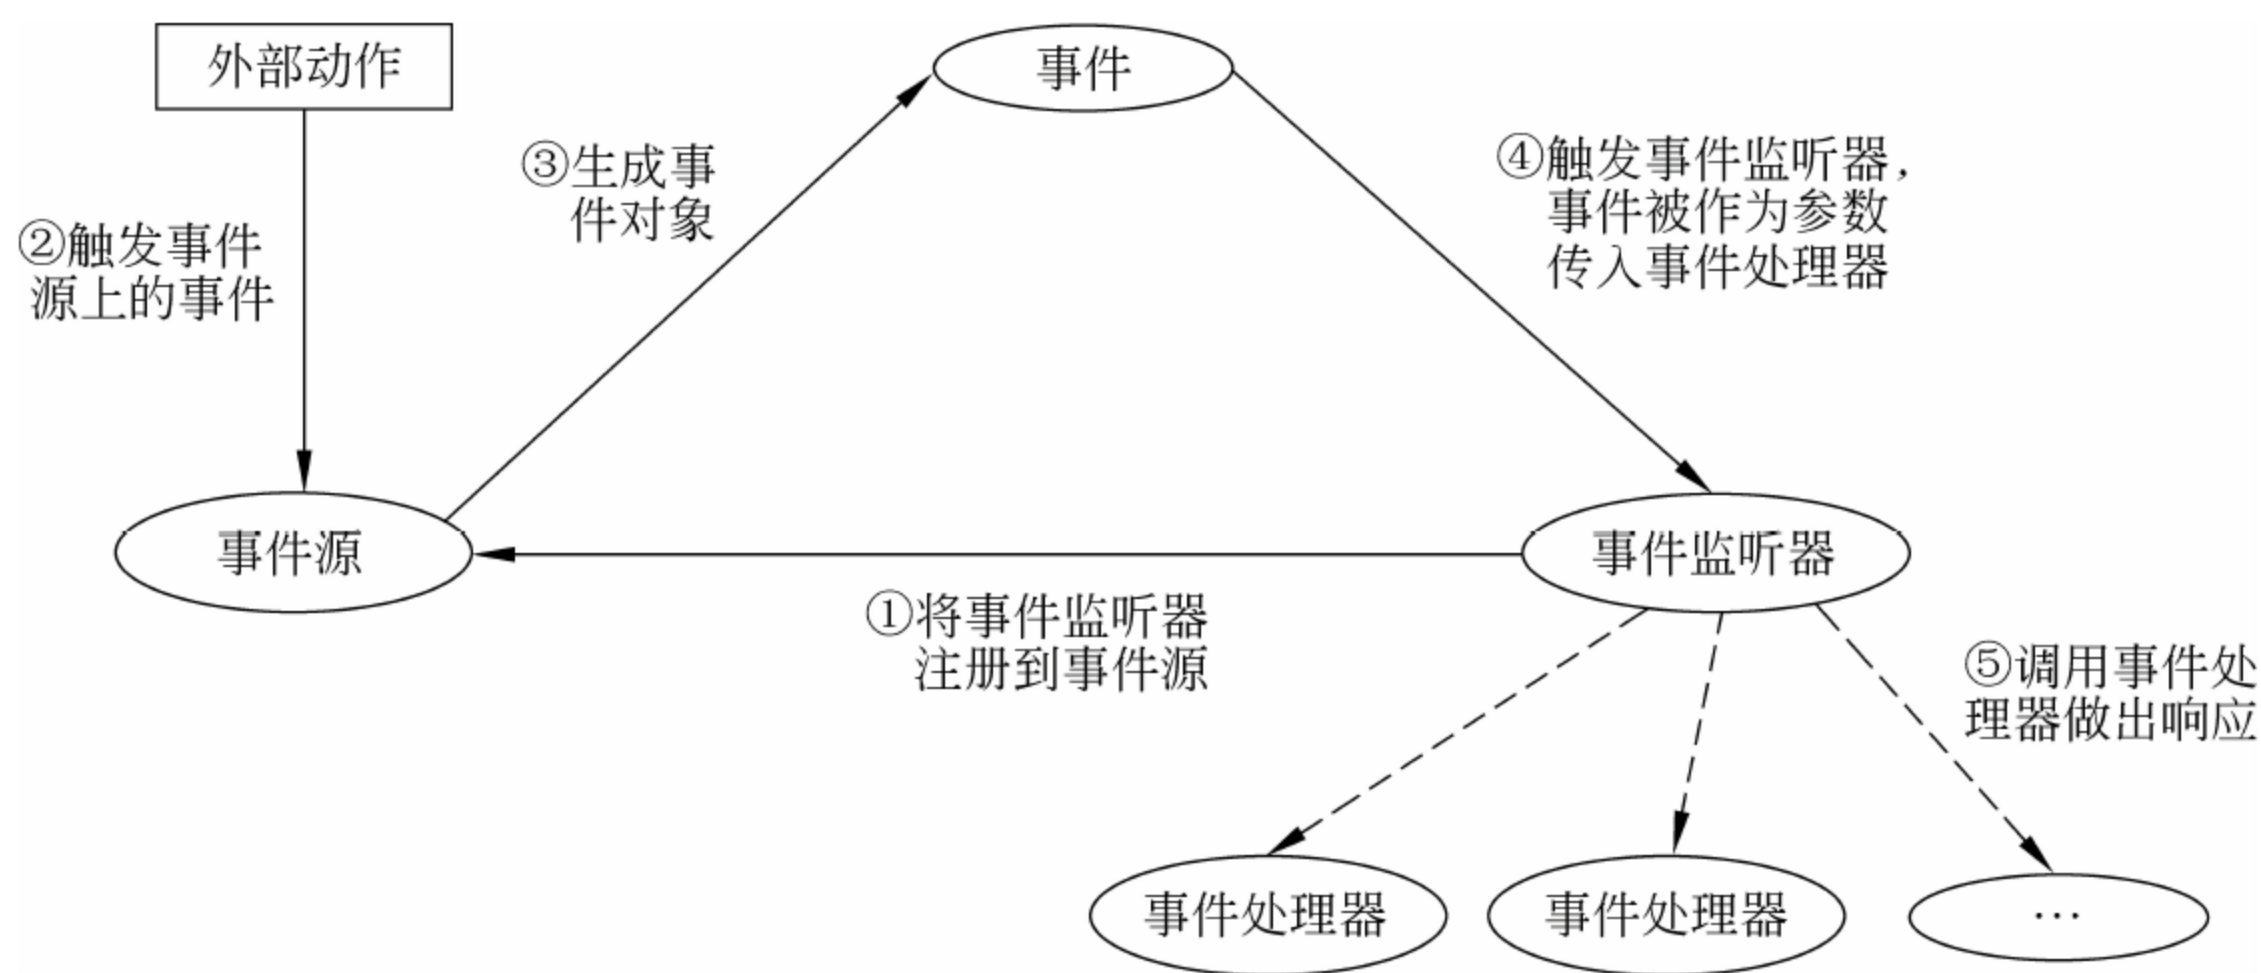 外部动作
事件
③生成事
件对象
④触发事件监听器,
事件被作为参数
传入事件处理器
②触发事件
源上的事件
事件源
事件监听器
①将事件监听器
注册到事件源
⑤调用事件处
理器做出响应
事件处理器
事件处理器
…